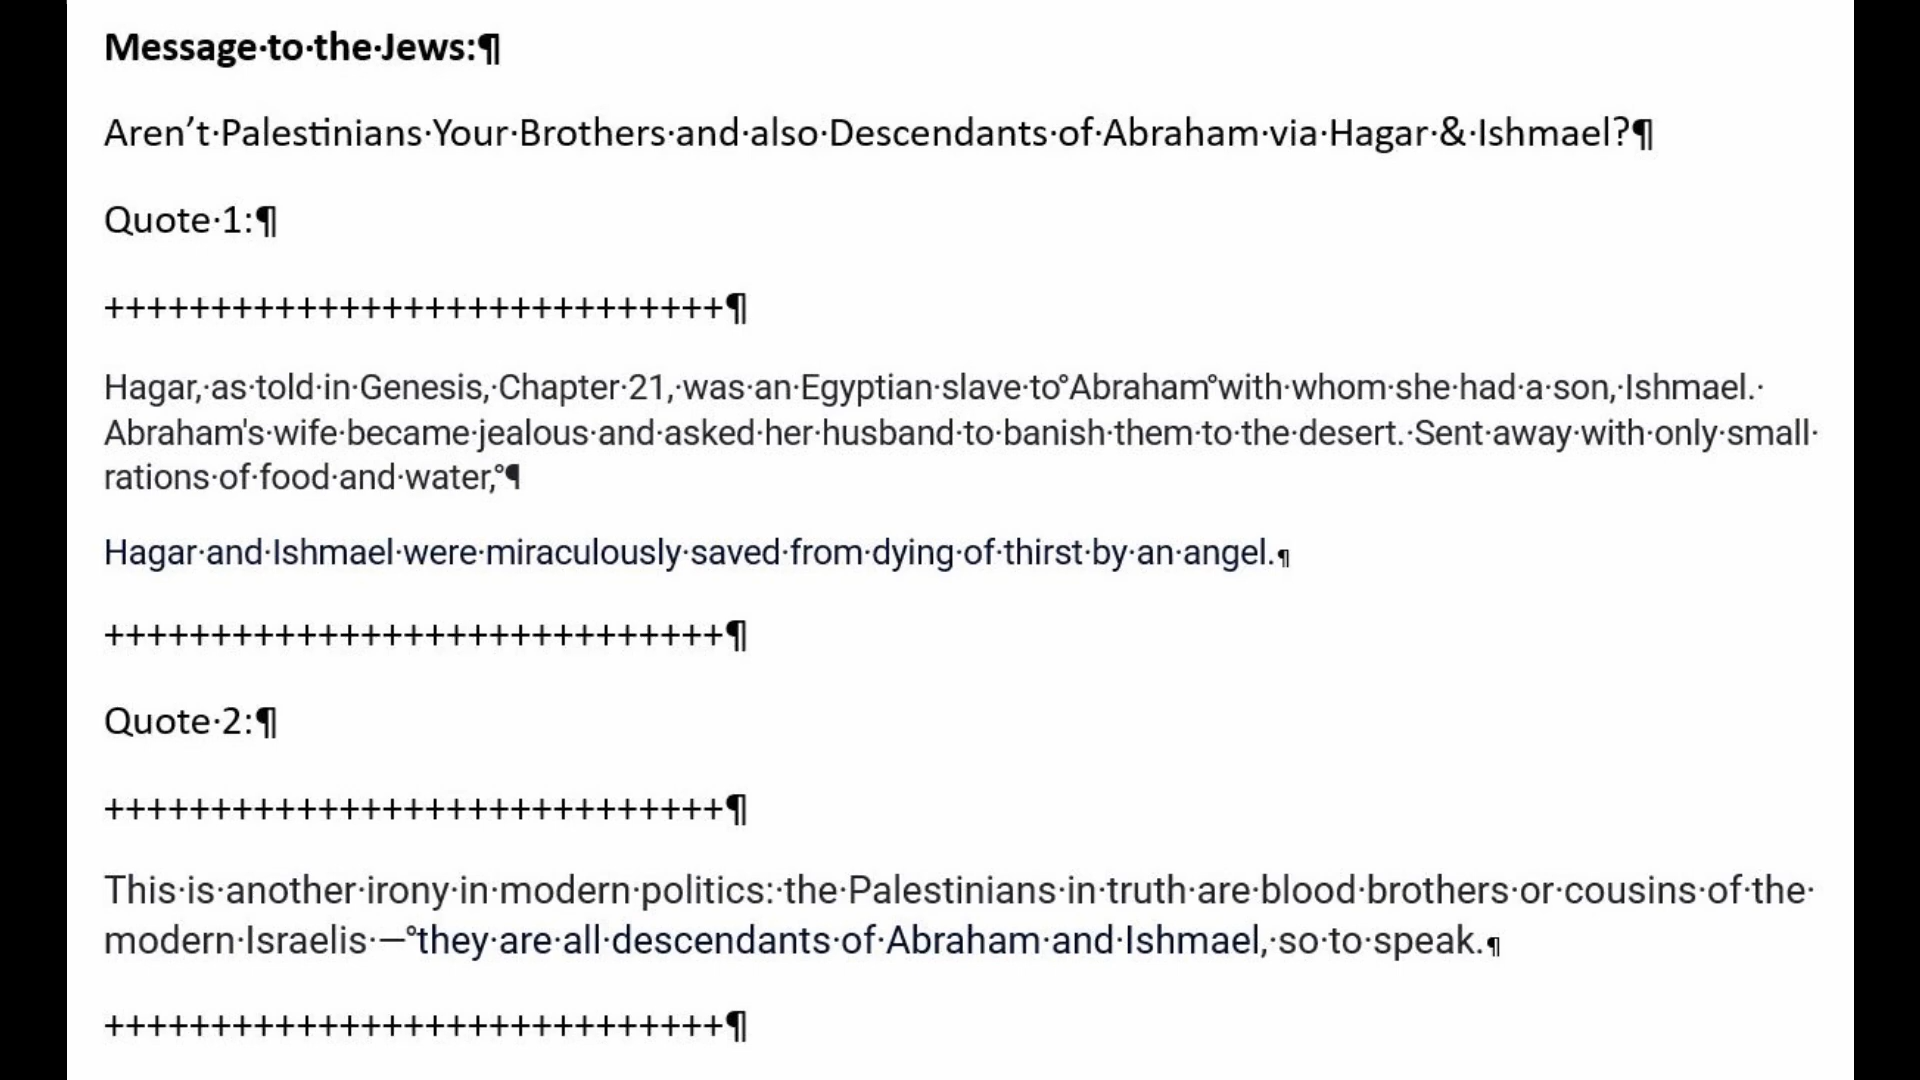 Message·to·the·Jews:¶
Aren’t·Palestinians·Your·Brothers·and·also·Descendants·of·Abraham·via·Hagar·&·Ishmael?¶
Quote·1:¶
+++++++++++++++++++++++++++++¶
Hagar,·as·told·in·Genesis,·Chapter·21,·was·an·Egyptian·slave·to°Abraham°with·whom·she·had·a·son,·Ishmael.·
Abraham's·wife·became·jealous·and·asked·her·husband·to·banish·them·to·the·desert.·Sent·away·with·only·small·
rations·of·food·and·water,°¶
Hagar·and·Ishmael·were·miraculously·saved·from·dying·of·thirst·by·an·angel.¶
+++++++++++++++++++++++++++++¶
Quote·2:¶
+++++++++++++++++++++++++++++¶
This·is·another·irony·in·modern·politics:·the·Palestinians·in·truth·are·blood·brothers·or·cousins·of·the·
modern·Israelis·—°they·are·all·descendants·of·Abraham·and·Ishmael,·so·to·speak.¶
+++++++++++++++++++++++++++++¶